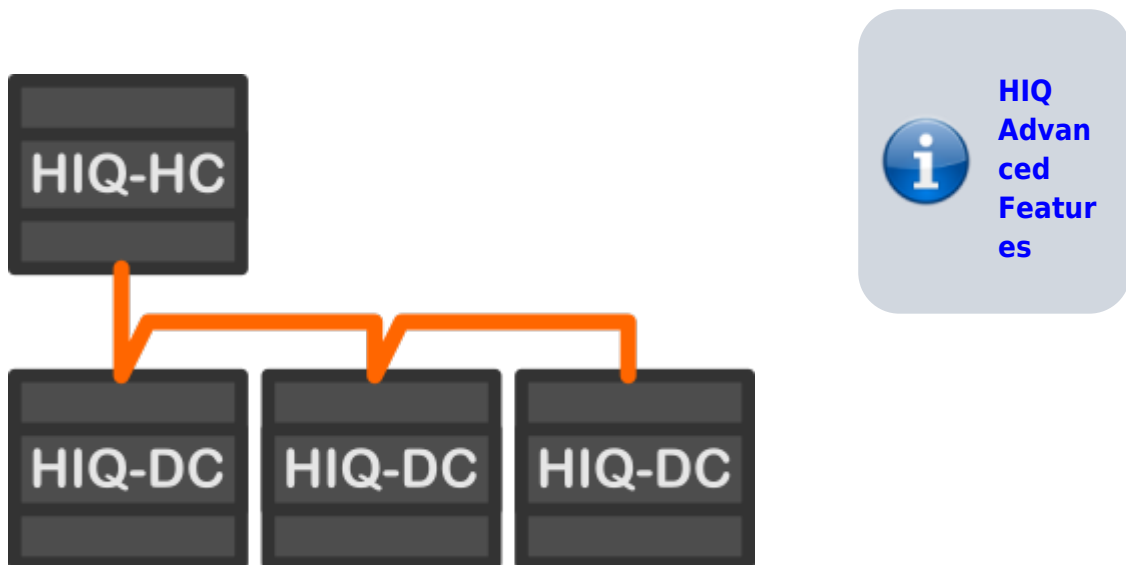 HIQ-HC
HIQ
Advan
ced
Featur
es
HIQ-DC HIQ-DC HIQ-DC